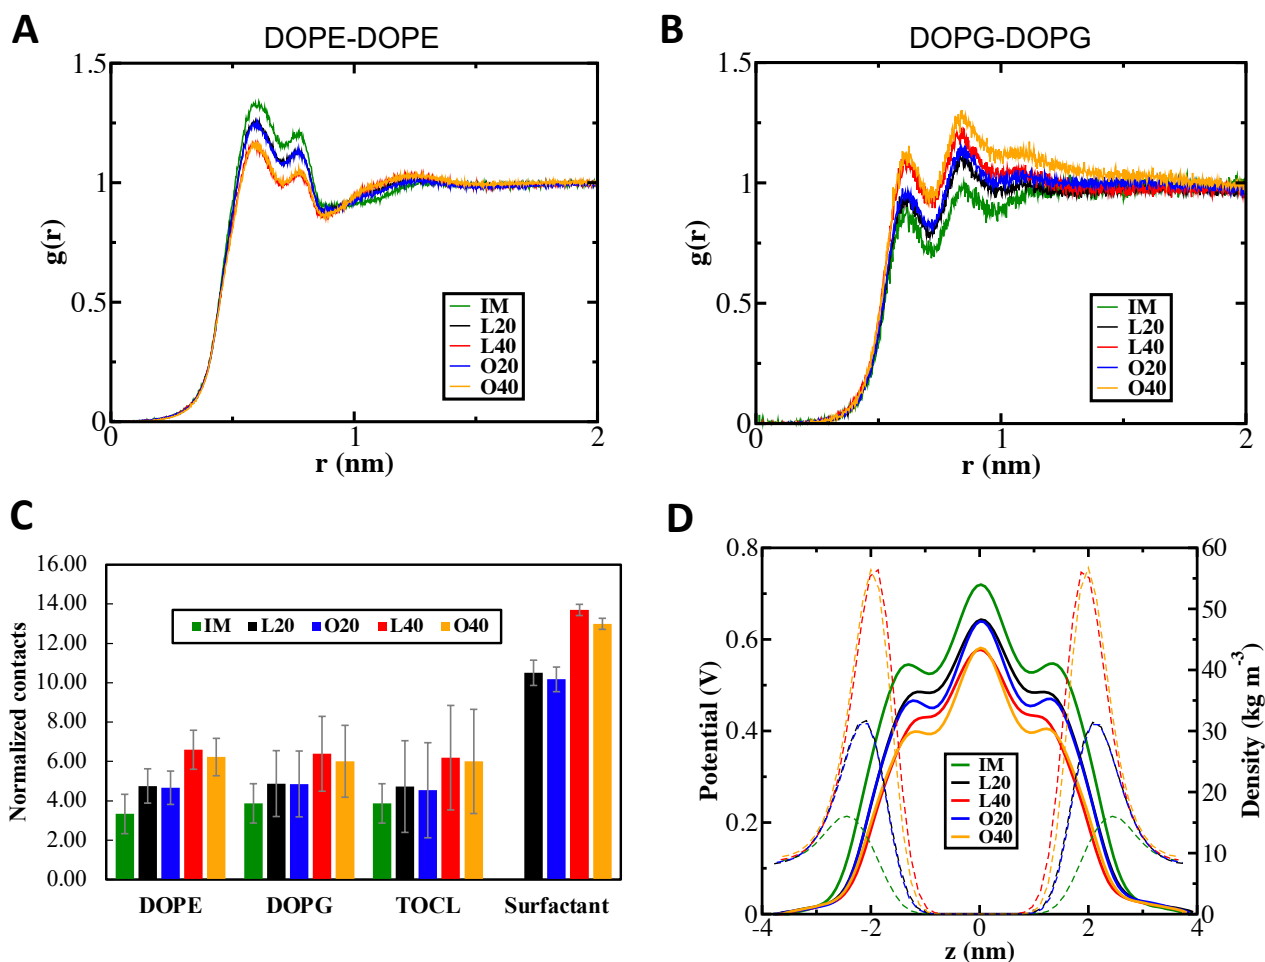 A
DOPE-DOPE
1.5
1
0.5
0
g(r)
IM
L20
L40
O20
O40
0
1
2
r (nm)
B
DOPG-DOPG
1.5
1
0.5
0
g(r)
IM
L20
L40
O20
O40
0
1
2
r (nm)
C
Normalized contacts
16.00
14.00
12.00
10.00
8.00
6.00
4.00
2.00
0.00
IM L20 O20 L40 O40
DOPE DOPG TOCL Surfactant
D
Potential (V)
0.8
0.6
0.4
0.2
0
IM
L20
L40
O20
O40
60
50
40
30
20
10
0
Density (kg m⁻³)
-4 -2 0 2 4
z (nm)